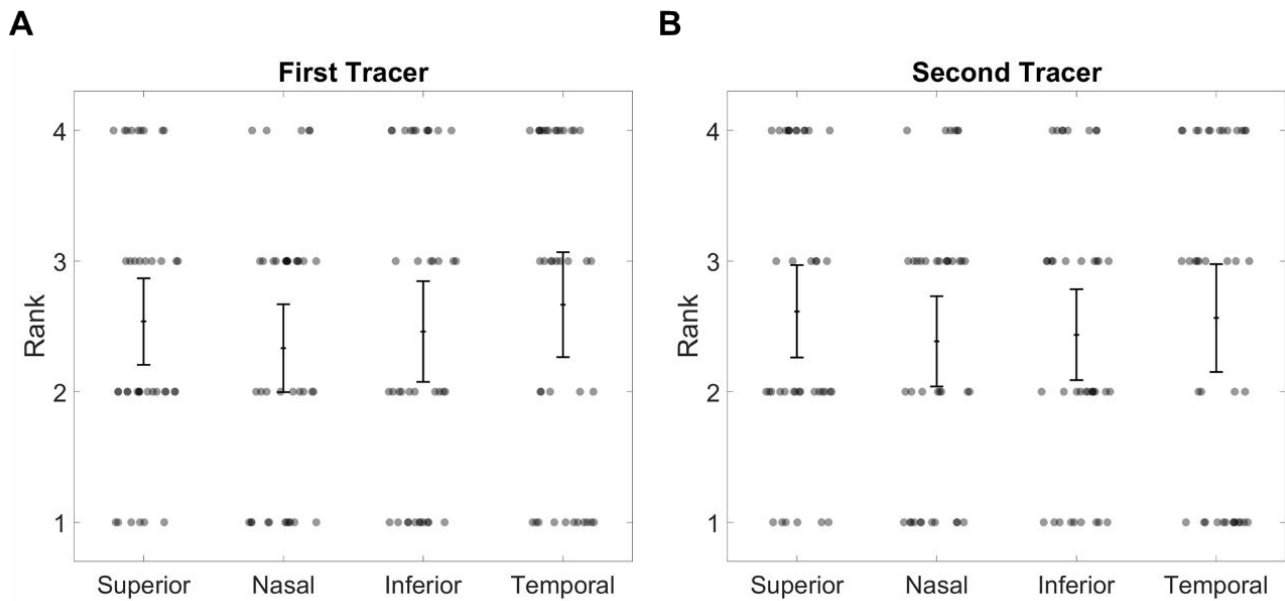 A
First Tracer
4
3
2
1
Rank
Superior Nasal Inferior Temporal
B
Second Tracer
4
3
2
1
Rank
Superior Nasal Inferior Temporal